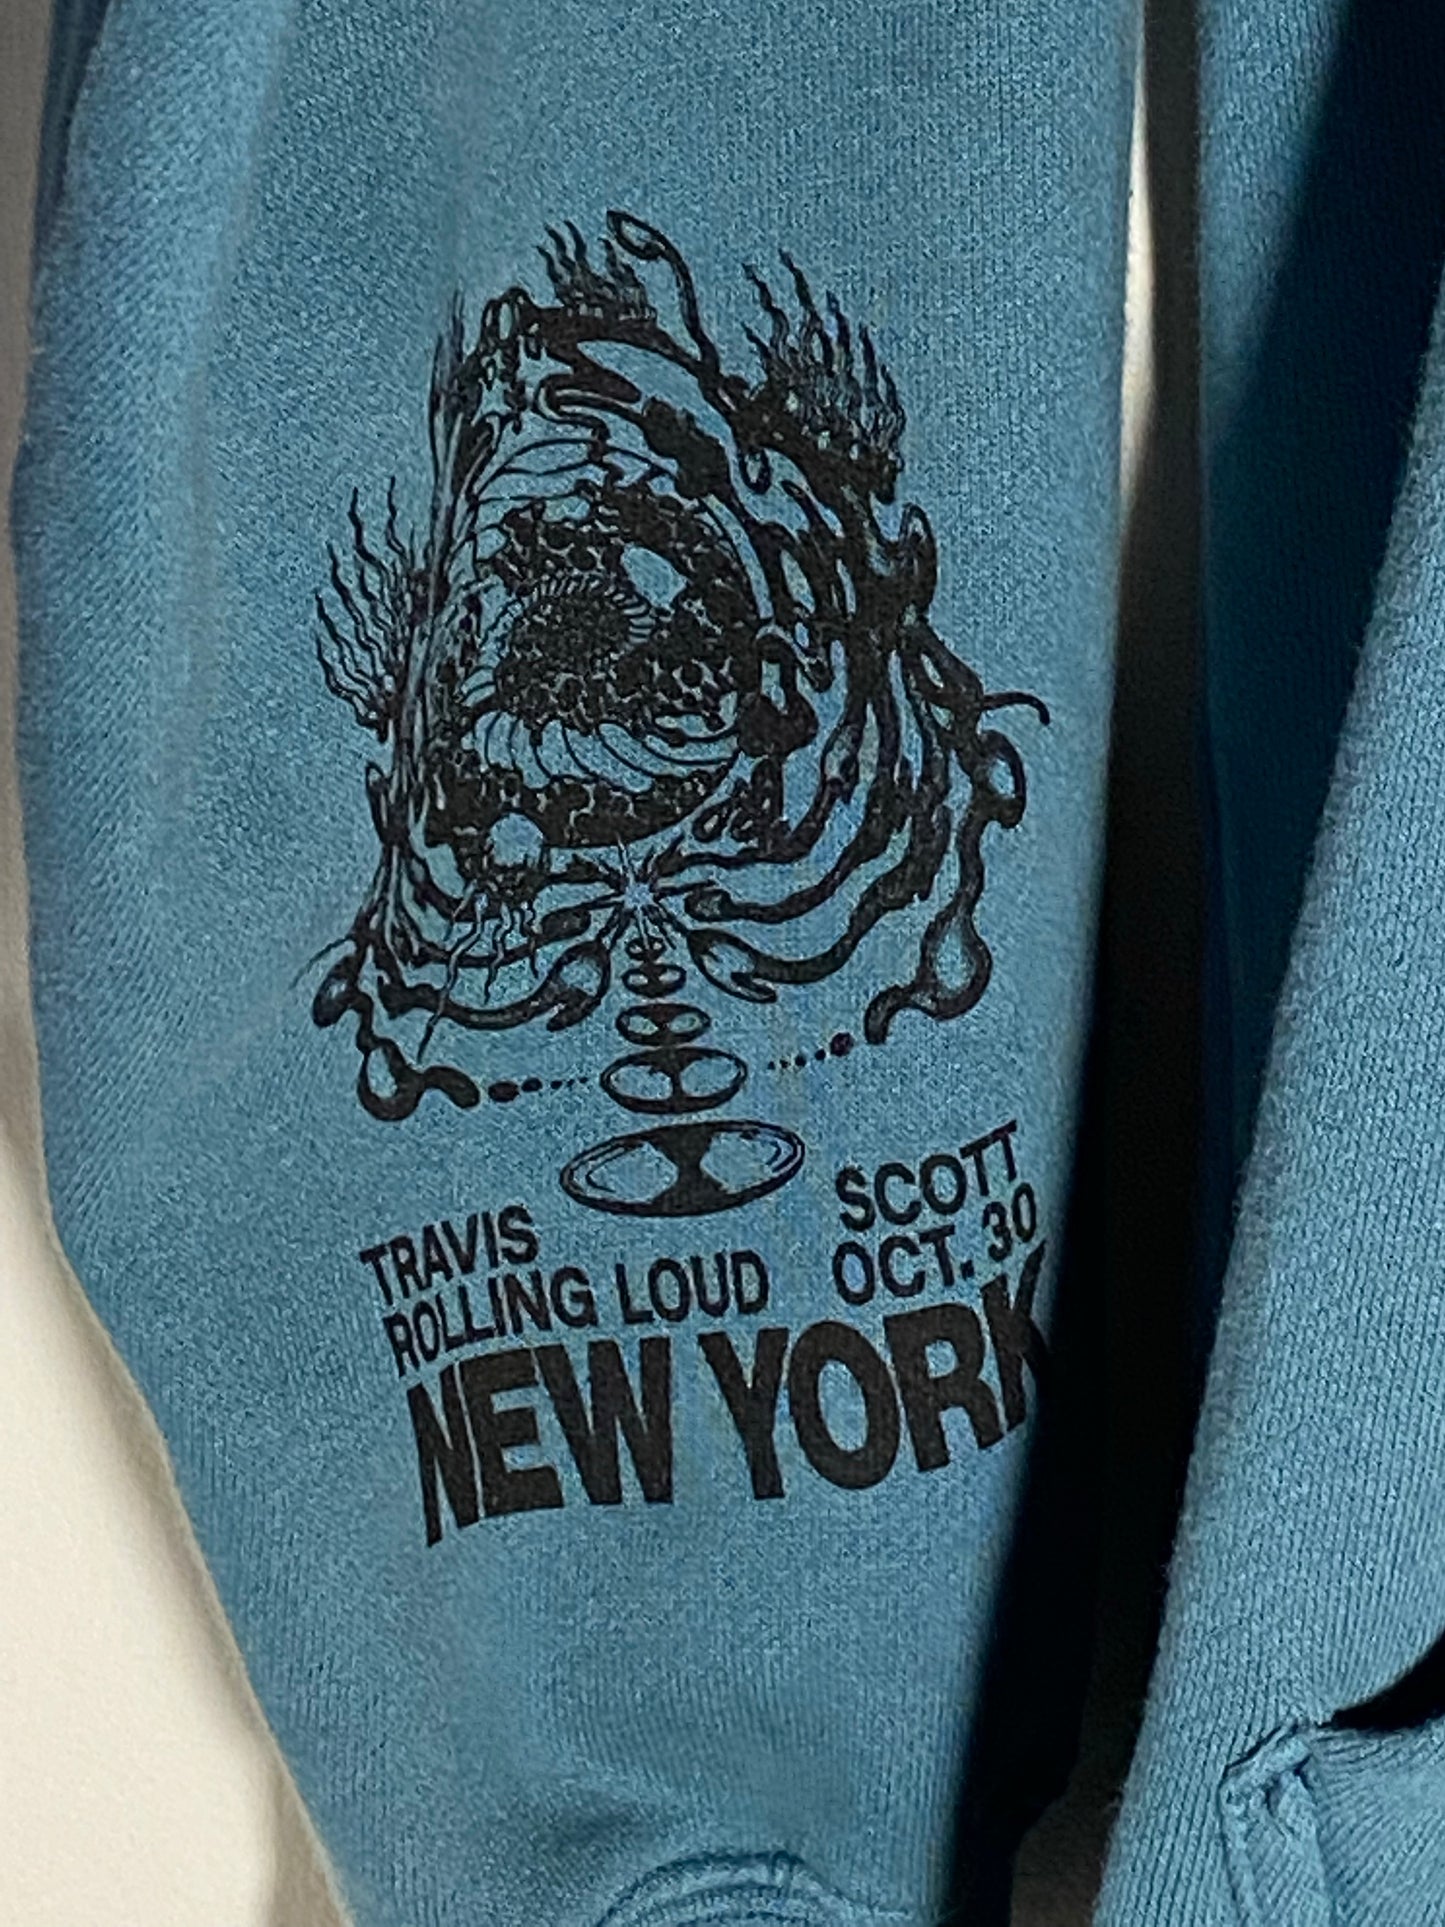 TRAVIS SCOTT
ROLLING LOUD OCT. 30
NEW YORK